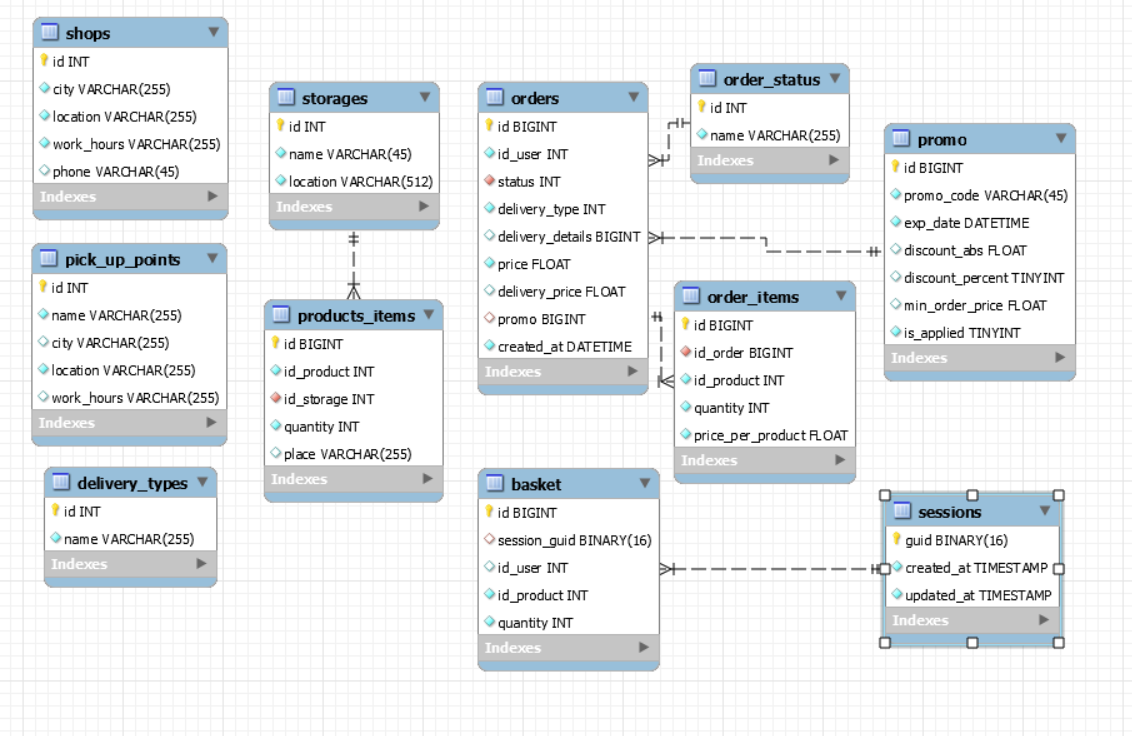 shops
id INT
city VARCHAR(255)
location VARCHAR(255)
work_hours VARCHAR(255)
phone VARCHAR(45)
Indexes
pick_up_points
id INT
name VARCHAR(255)
city VARCHAR(255)
location VARCHAR(255)
work_hours VARCHAR(255)
Indexes
delivery_types
id INT
name VARCHAR(255)
Indexes
storages
id INT
name VARCHAR(45)
location VARCHAR(512)
Indexes
products_items
id BIGINT
id_product INT
id_storage INT
quantity INT
place VARCHAR(255)
Indexes
orders
id BIGINT
id_user INT
status INT
delivery_type INT
delivery_details BIGINT
price FLOAT
delivery_price FLOAT
promo BIGINT
created_at DATETIME
Indexes
basket
id BIGINT
session_guid BINARY(16)
id_user INT
id_product INT
quantity INT
Indexes
order_status
id INT
name VARCHAR(255)
Indexes
order_items
id BIGINT
id_order BIGINT
id_product INT
quantity INT
price_per_product FLOAT
Indexes
promo
id BIGINT
promo_code VARCHAR(45)
exp_date DATETIME
discount_abs FLOAT
discount_percent TINYINT
min_order_price FLOAT
is_applied TINYINT
Indexes
sessions
guid BINARY(16)
created_at TIMESTAMP
updated_at TIMESTAMP
Indexes